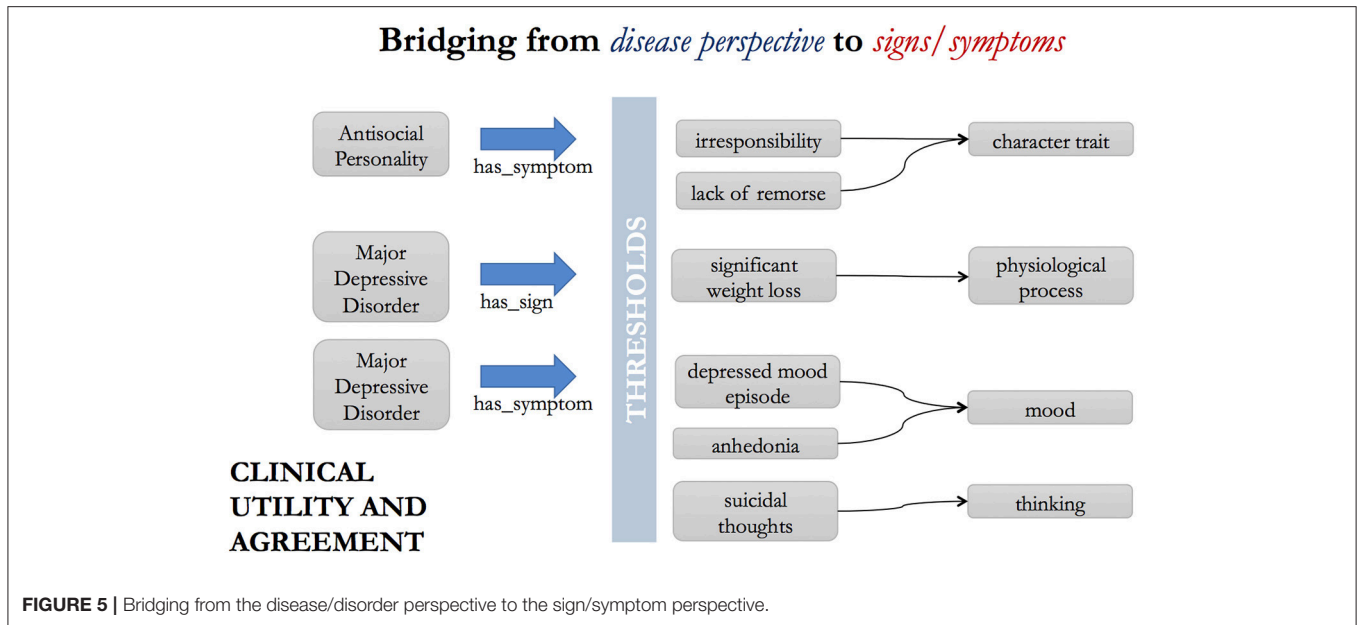 Bridging from disease perspective to signs/symptoms
Antisocial
Personality
has_symptom
irresponsibility
character trait
lack of remorse
Major
Depressive
Disorder
has_sign
THRESHOLDS
significant
weight loss
physiological
process
Major
Depressive
Disorder
has_symptom
depressed mood
episode
mood
anhedonia
suicidal
thoughts
thinking
CLINICAL
UTILITY AND
AGREEMENT
FIGURE 5 | Bridging from the disease/disorder perspective to the sign/symptom perspective.